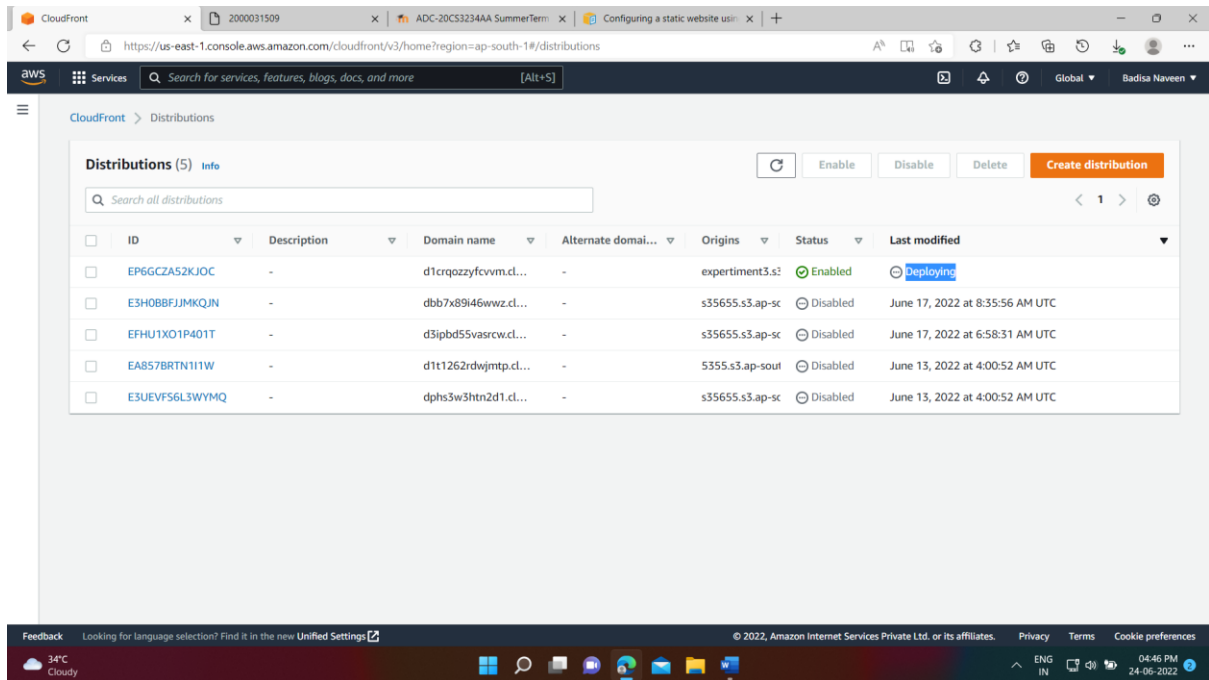 CloudFront
2000031509
ADC-20CS3234AA SummerTerm
Configuring a static website usin
https://us-east-1.console.aws.amazon.com/cloudfront/v3/home?region=ap-south-1#/distributions
aws
Services
Search for services, features, blogs, docs, and more
[Alt+S]
Global
Badisa Naveen
CloudFront > Distributions
Distributions (5) Info
Enable
Disable
Delete
Create distribution
Search all distributions
1
ID Description Domain name Alternate domai... Origins Status Last modified
EP6GCZA52KJOC - d1crqozzyfcvvm.cl... - expertiment3.s3 Enabled Deploying
E3H0BBFJJMKQJN - dbb7x89i46wwz.cl... - s35655.s3.ap-sc Disabled June 17, 2022 at 8:35:56 AM UTC
EFHU1XO1P401T - d3ipbd55vasrcw.cl... - s35655.s3.ap-sc Disabled June 17, 2022 at 6:58:31 AM UTC
EA857BRTN1I1W - d1t1262rdwjmtp.cl... - 5355.s3.ap-sout Disabled June 13, 2022 at 4:00:52 AM UTC
E3UEVFS6L3WYMQ - dphs3w3htn2d1.cl... - s35655.s3.ap-sc Disabled June 13, 2022 at 4:00:52 AM UTC
Feedback Looking for language selection? Find it in the new Unified Settings
© 2022, Amazon Internet Services Private Ltd. or its affiliates. Privacy Terms Cookie preferences
34°C
Cloudy
ENG
IN
04:46 PM
24-06-2022
2